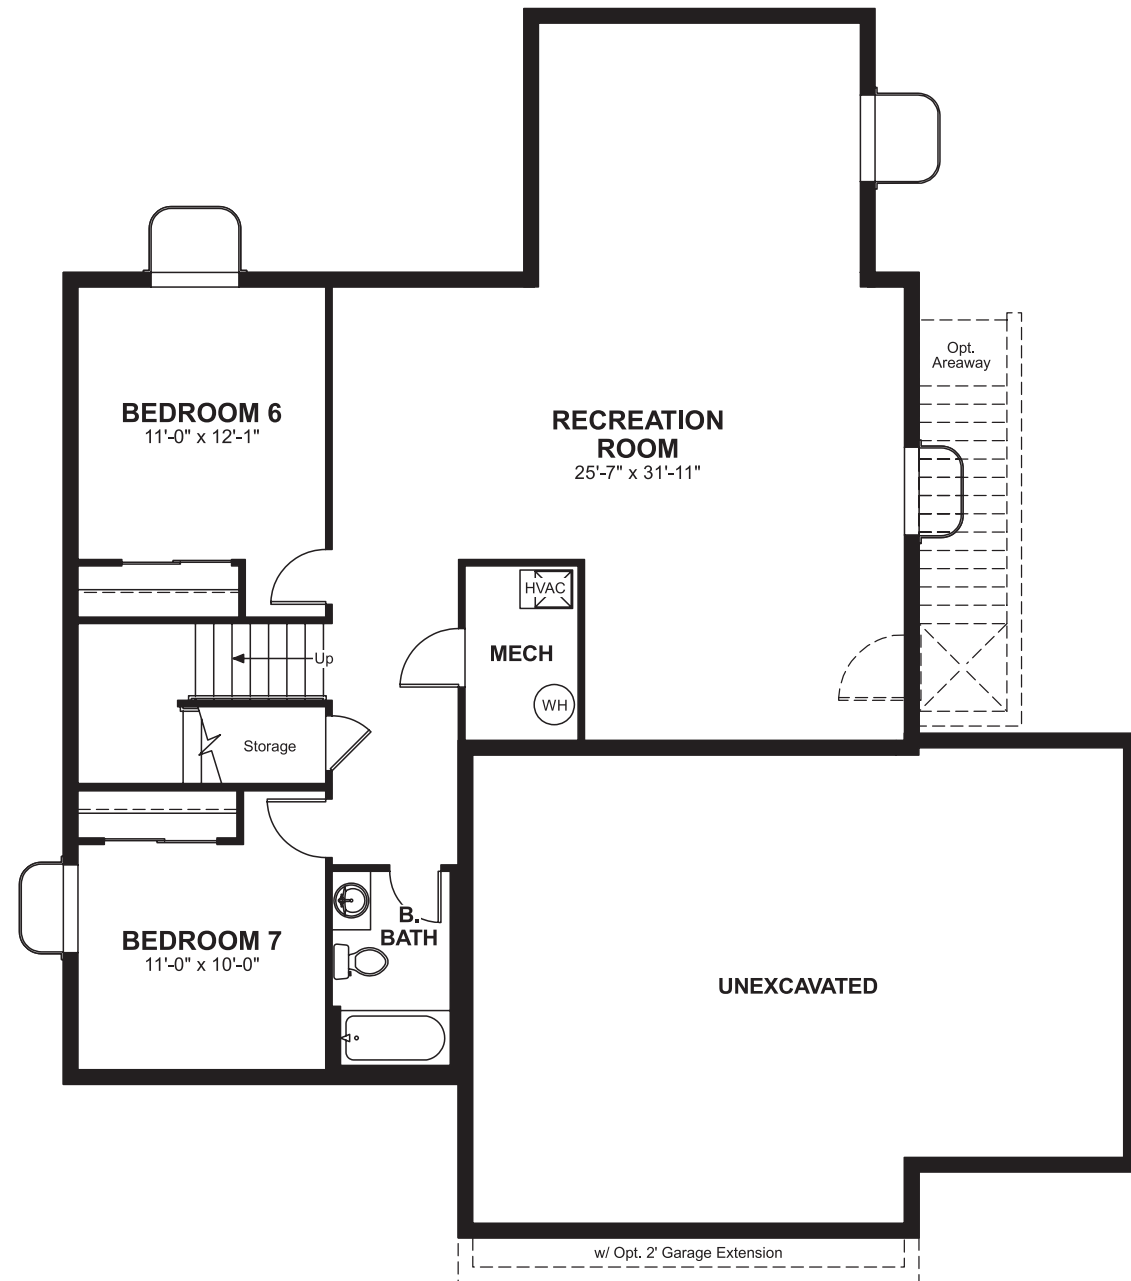 Opt.
Areaway
BEDROOM 6
11'-0" x 12'-1"
RECREATION
ROOM
25'-7" x 31'-11"
HVAC
MECH
Up
WH
Storage
B.
BATH
BEDROOM 7
11'-0" x 10'-0"
UNEXCAVATED
w/ Opt. 2' Garage Extension